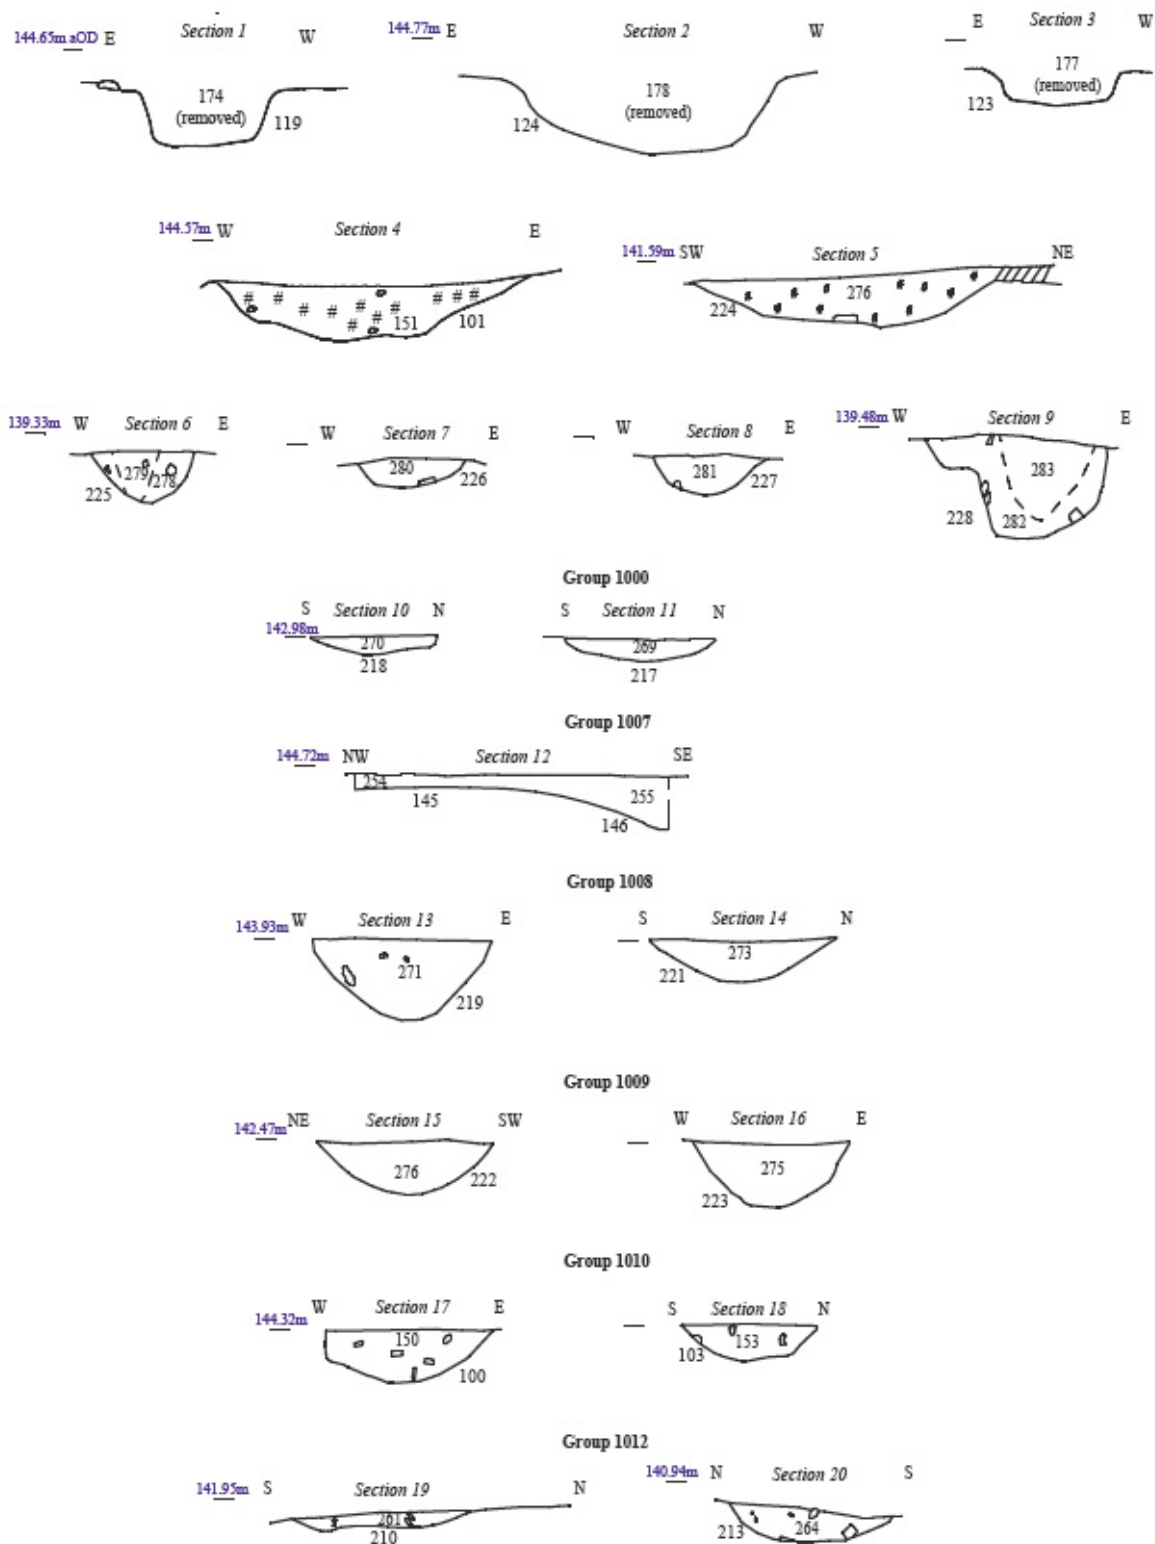 144.65m aOD E Section 1 W
174
(removed)
119
144.77m E Section 2 W
178
(removed)
124
E Section 3 W
177
(removed)
123
144.57m W Section 4 E
# # # # # # # # # # #
151 101
141.59m SW Section 5 NE
276
224
139.33m W Section 6 E
279 278
225
W Section 7 E
280
226
W Section 8 E
281
227
139.48m W Section 9 E
283
228 282
Group 1000
S Section 10 N
142.98m
270
218
S Section 11 N
269
217
Group 1007
144.72m NW Section 12 SE
254
145
255
146
Group 1008
143.93m W Section 13 E
271
219
S Section 14 N
273
221
Group 1009
142.47m NE Section 15 SW
276
222
W Section 16 E
275
223
Group 1010
W Section 17 E
144.32m
150
100
S Section 18 N
153
103
Group 1012
141.95m S Section 19 N
261
210
140.94m N Section 20 S
264
213